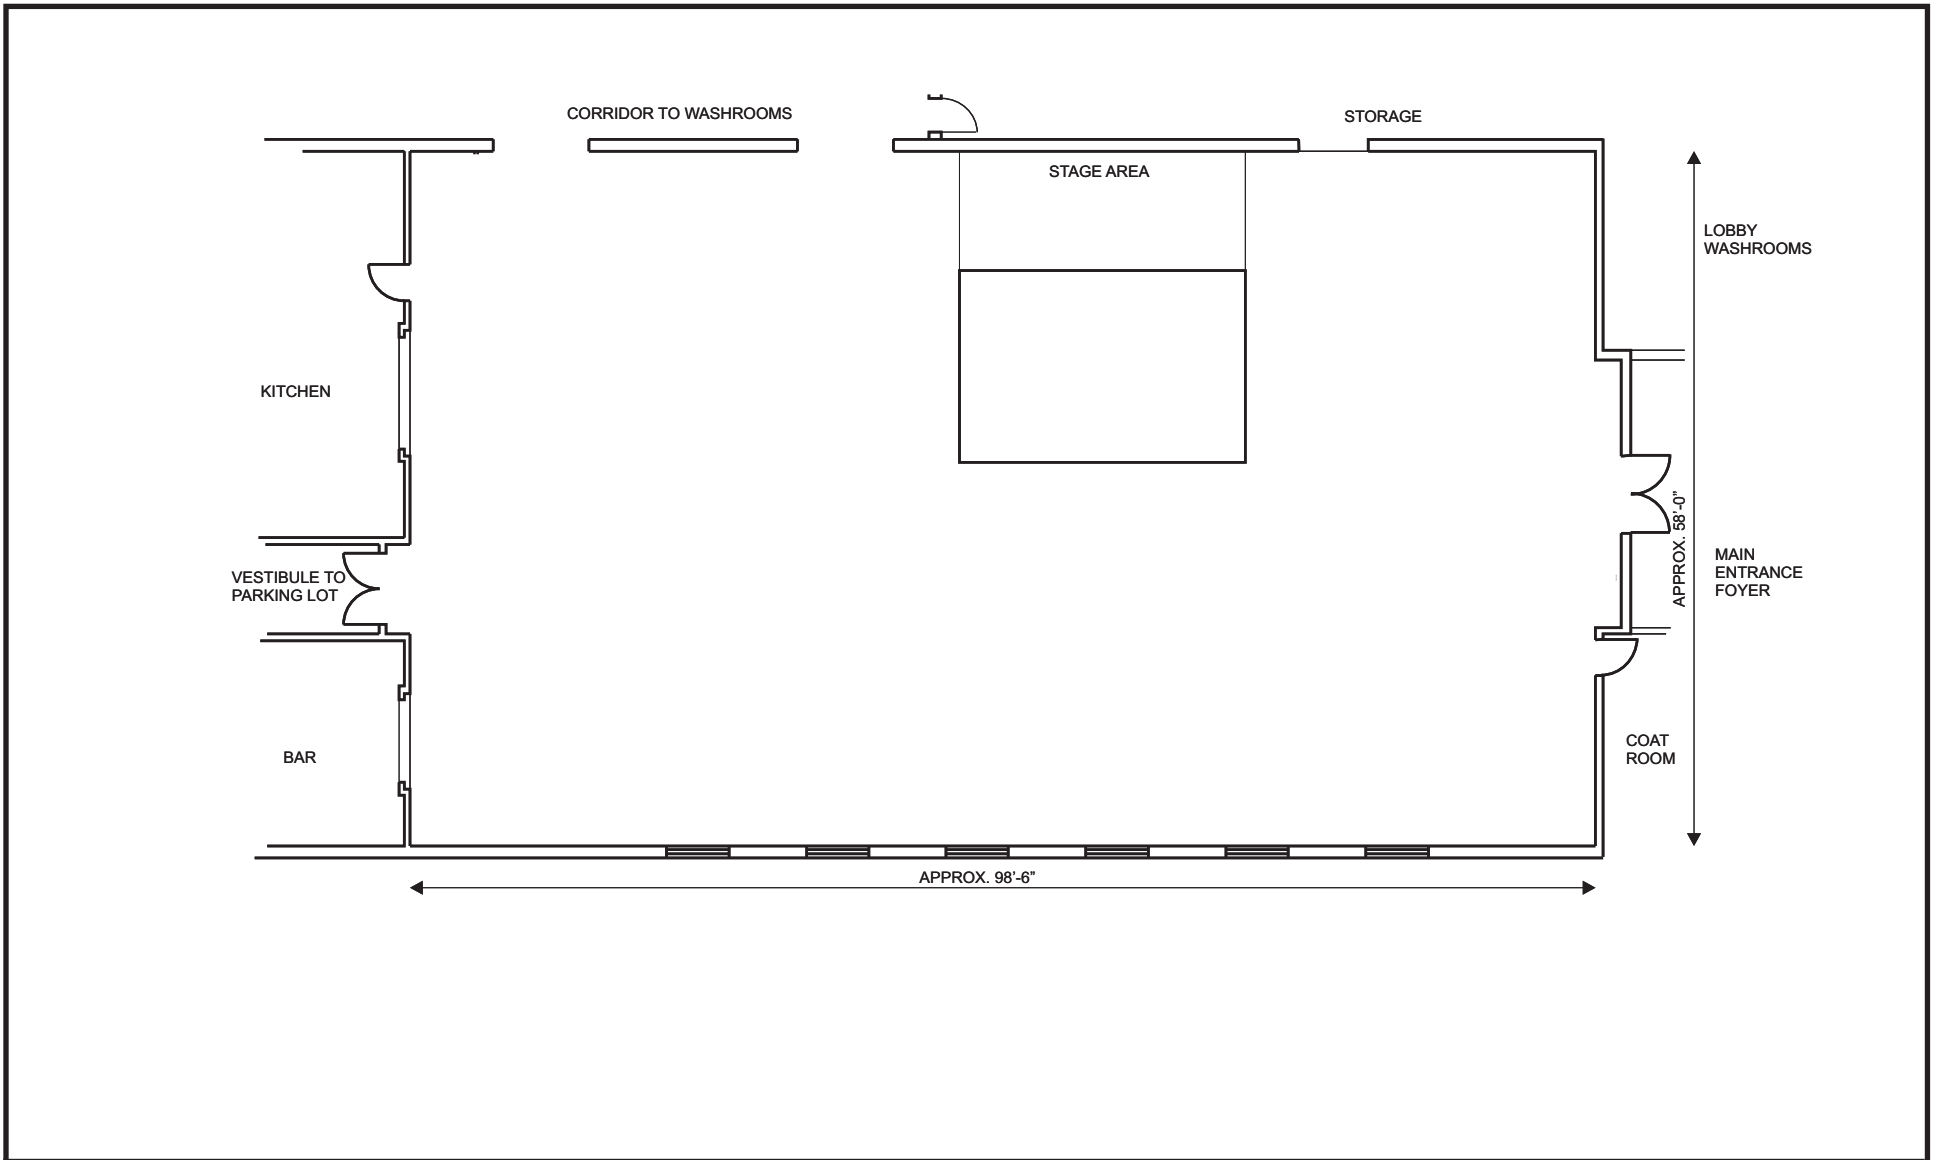 CORRIDOR TO WASHROOMS
STORAGE
STAGE AREA
LOBBY
WASHROOMS
KITCHEN
APPROX. 58'-0”
MAIN
ENTRANCE
FOYER
VESTIBULE TO
PARKING LOT
COAT
ROOM
BAR
APPROX. 98'-6”